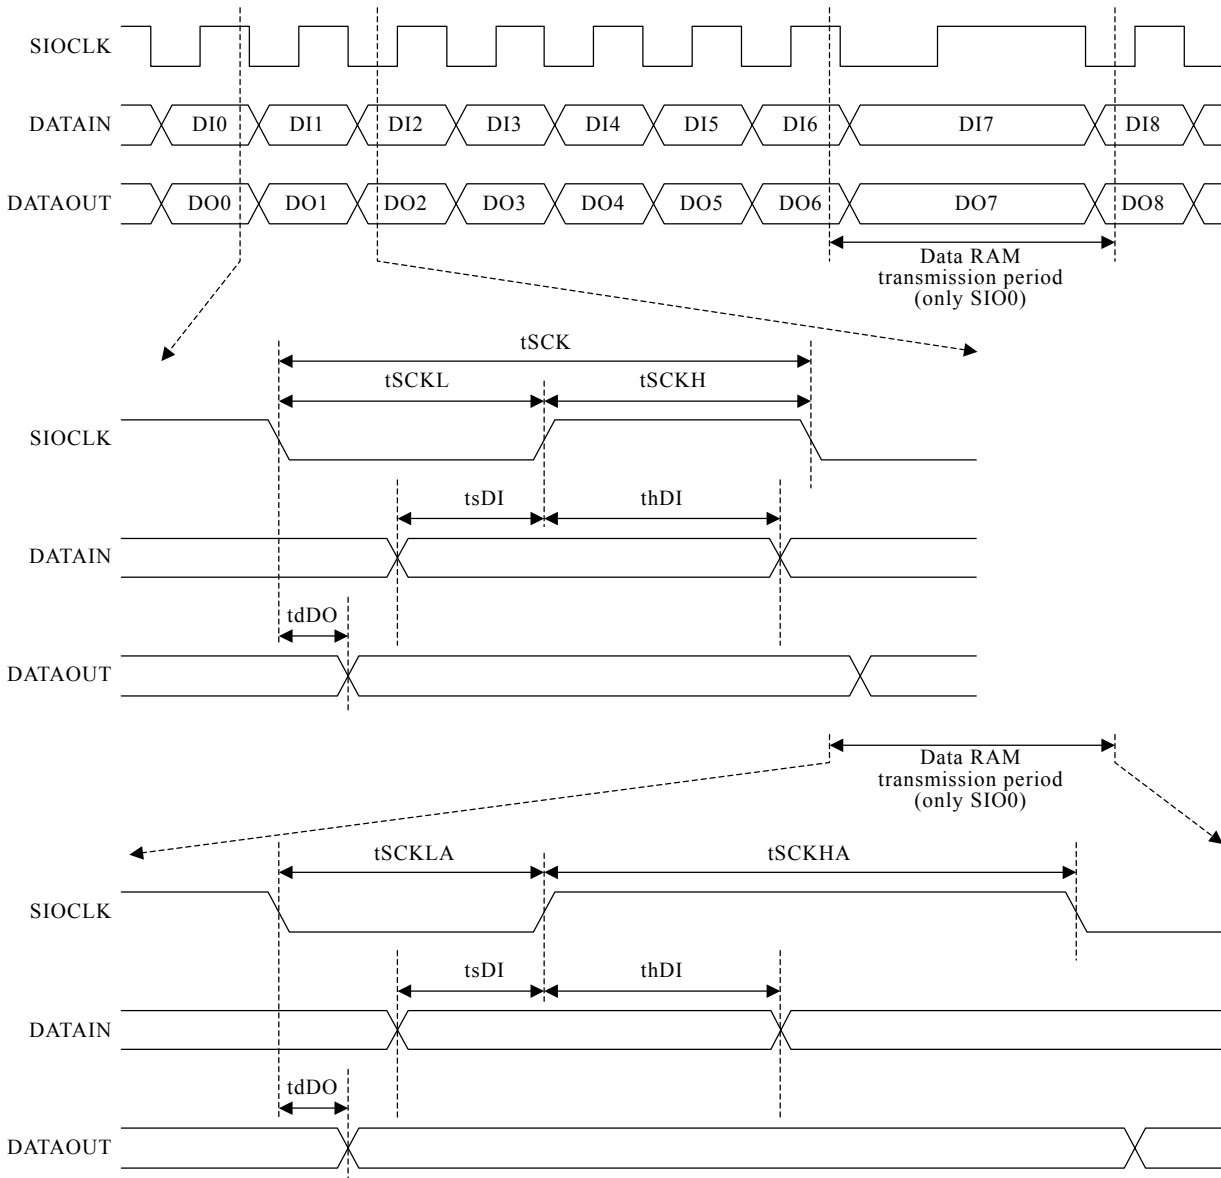 SIOCLK
DATAIN DI0 DI1 DI2 DI3 DI4 DI5 DI6 DI7 DI8
DATAOUT DO0 DO1 DO2 DO3 DO4 DO5 DO6 DO7 DO8
Data RAM
transmission period
(only SIO0)
tSCK
tSCKL tSCKH
SIOCLK
tsDI thDI
DATAIN
tdDO
DATAOUT
Data RAM
transmission period
(only SIO0)
tSCKLA tSCKHA
SIOCLK
tsDI thDI
DATAIN
tdDO
DATAOUT